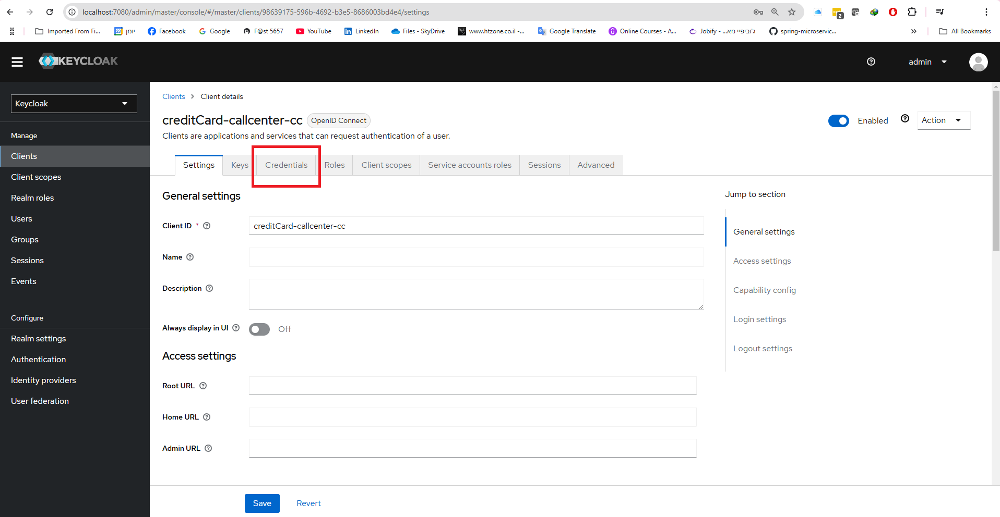 localhost:7080/admin/master/console/#/master/clients/98639175-596b-4692-b3e5-8686003bd4e4/settings
2
Imported From Fi...
23
יומן
Facebook
Google
F@st 5657
YouTube
LinkedIn
Files - SkyDrive
www.htzone.co.il -...
Google Translate
Online Courses - A...
Jobify - ...ג'וביפיי מא
spring-microservic...
All Bookmarks
KEYCLOAK
admin
Keycloak
Manage
Clients
Client scopes
Realm roles
Users
Groups
Sessions
Events
Configure
Realm settings
Authentication
Identity providers
User federation
Clients > Client details
creditCard-callcenter-cc OpenID Connect
Enabled
Action
Clients are applications and services that can request authentication of a user.
Settings Keys Credentials Roles Client scopes Service accounts roles Sessions Advanced
General settings
Client ID *
creditCard-callcenter-cc
Name
Description
Always display in UI
Off
Access settings
Root URL
Home URL
Admin URL
Jump to section
General settings
Access settings
Capability config
Login settings
Logout settings
Save Revert